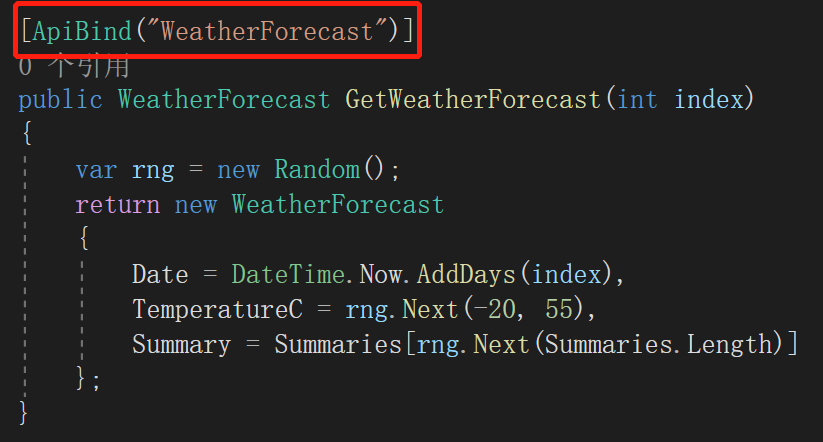 [ApiBind("WeatherForecast")]
0 个引用
public WeatherForecast GetWeatherForecast(int index)
{
    var rng = new Random();
    return new WeatherForecast
    {
        Date = DateTime.Now.AddDays(index),
        TemperatureC = rng.Next(-20, 55),
        Summary = Summaries[rng.Next(Summaries.Length)]
    };
}